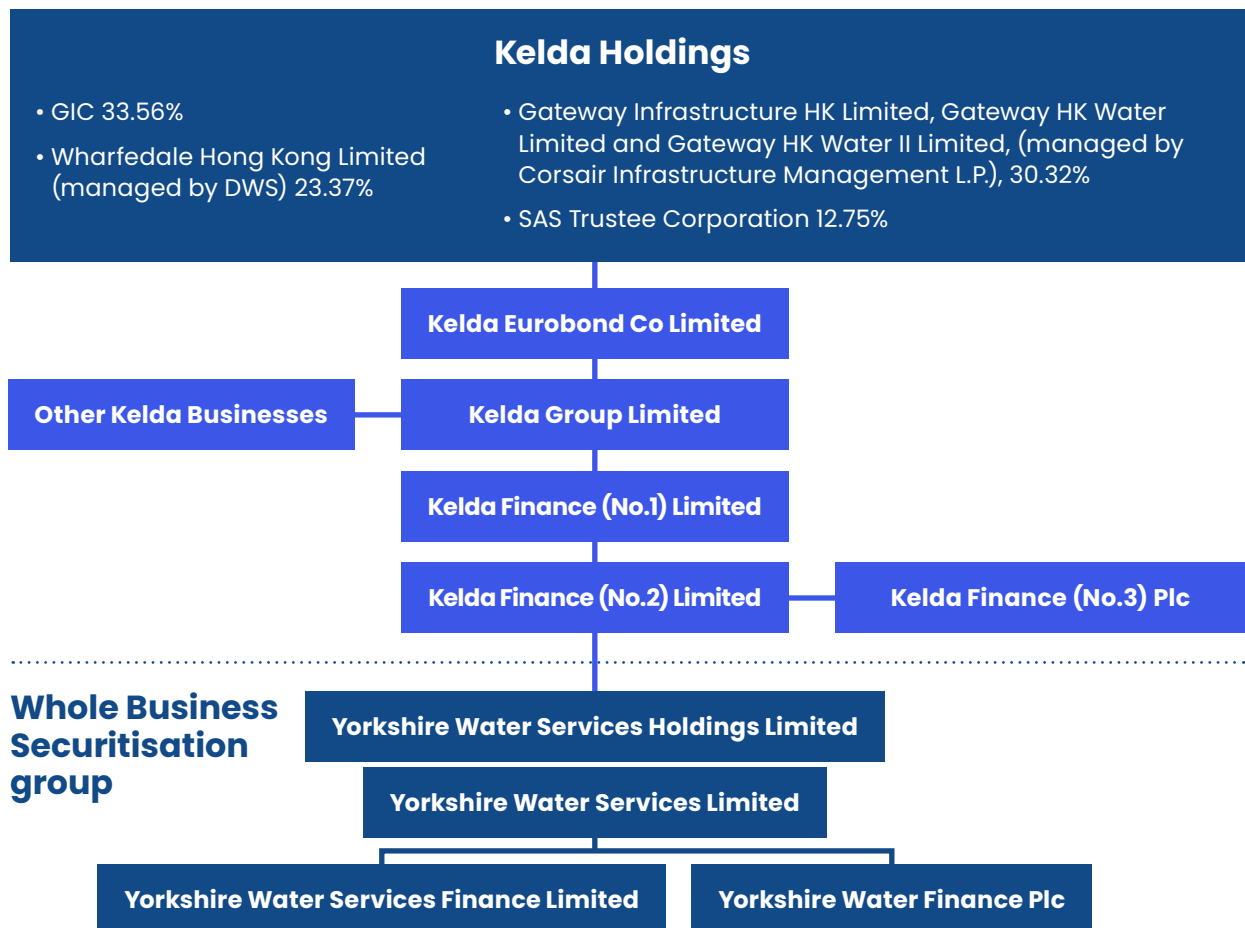 Kelda Holdings
• GIC 33.56%
• Wharfedale Hong Kong Limited
(managed by DWS) 23.37%
• Gateway Infrastructure HK Limited, Gateway HK Water
Limited and Gateway HK Water II Limited, (managed by
Corsair Infrastructure Management L.P.), 30.32%
• SAS Trustee Corporation 12.75%
Kelda Eurobond Co Limited
Other Kelda Businesses
Kelda Group Limited
Kelda Finance (No.1) Limited
Kelda Finance (No.2) Limited
Kelda Finance (No.3) Plc
Whole Business
Securitisation
group
Yorkshire Water Services Holdings Limited
Yorkshire Water Services Limited
Yorkshire Water Services Finance Limited
Yorkshire Water Finance Plc